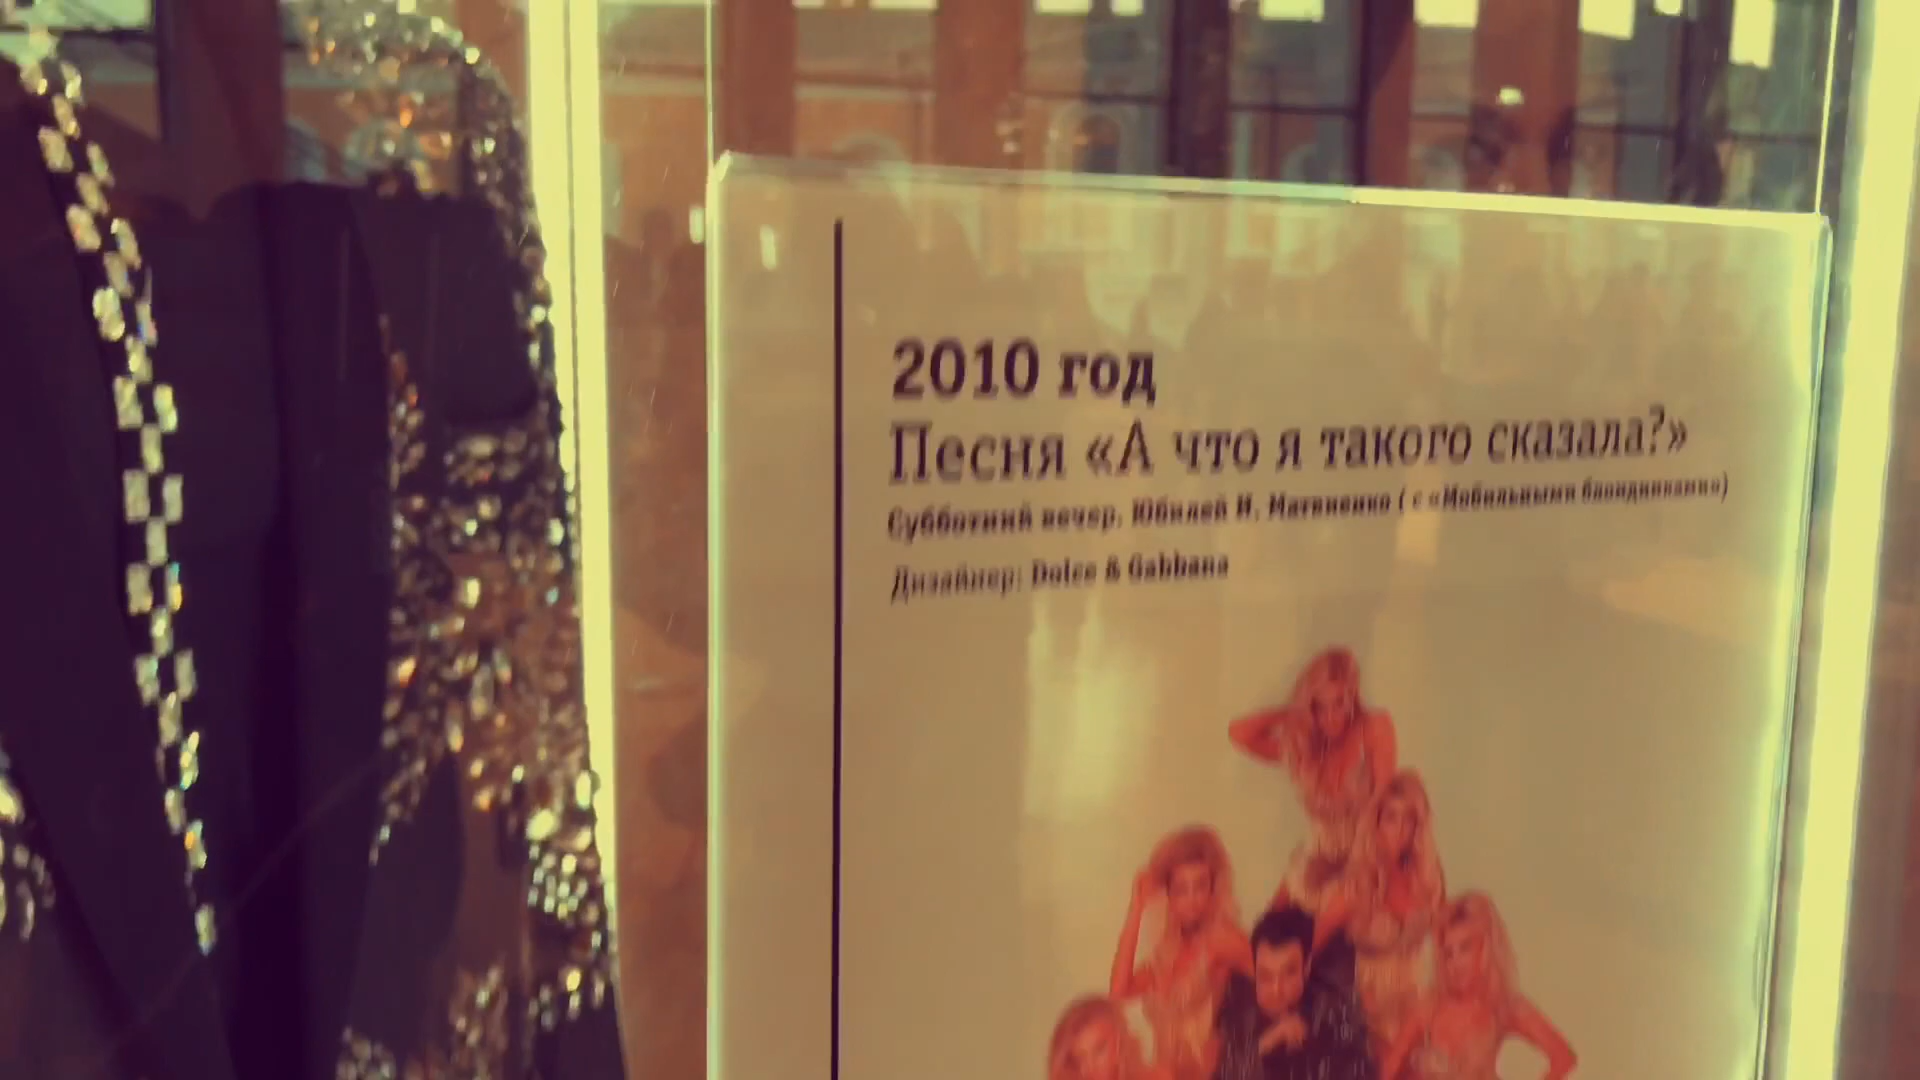 2010 год
Песня «А что я такого сказала?»
Субботний вечер, Юбилей И. Матвиенко ( с «Мобильными блондинками»)
Дизайнер: Dolce & Gabbana